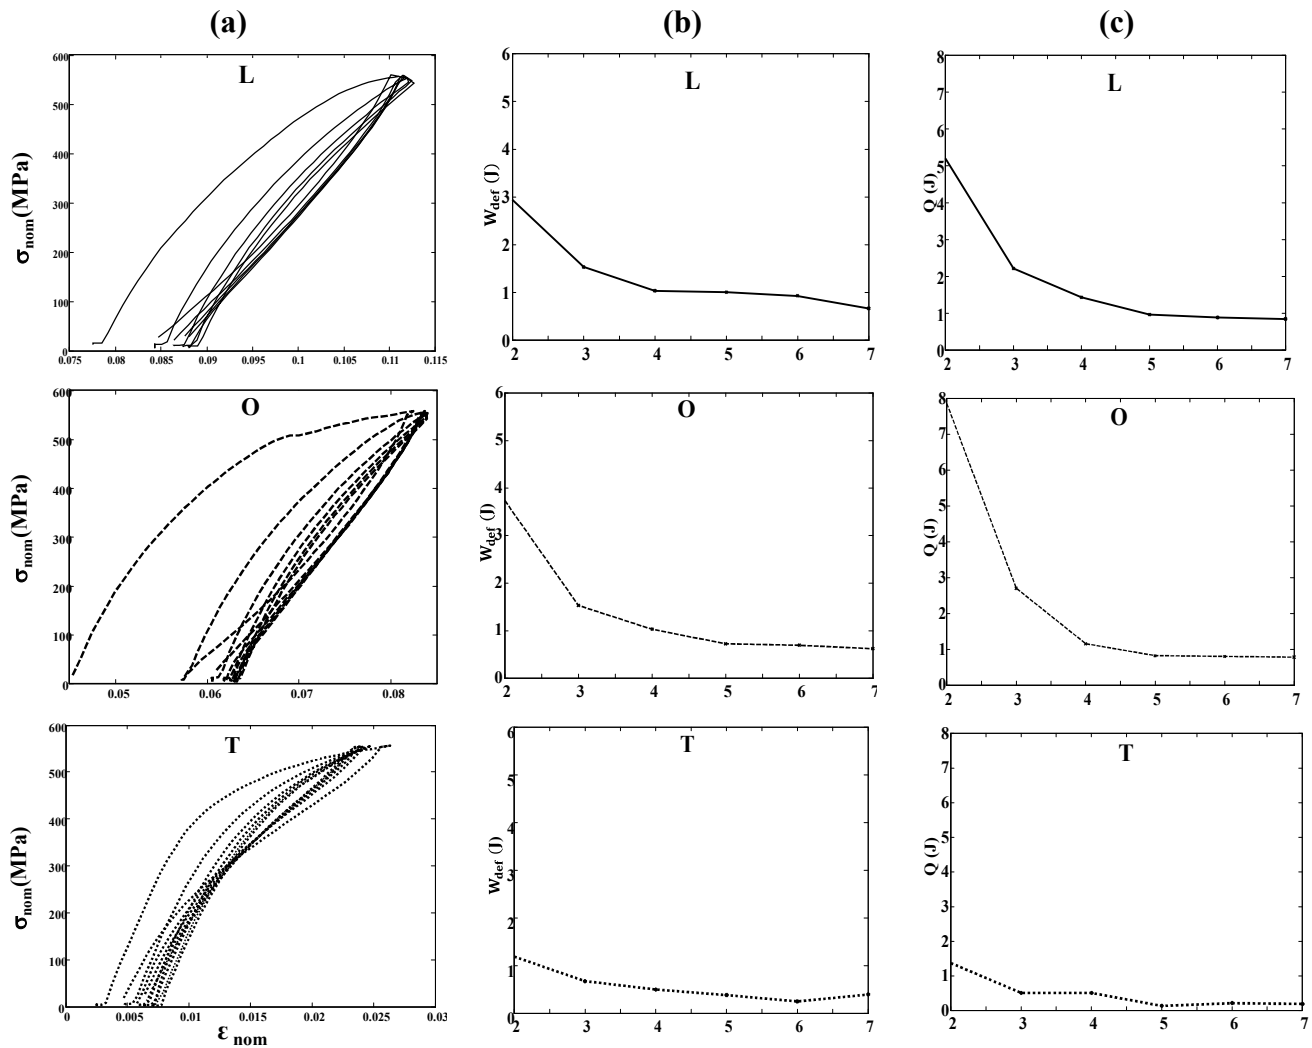 (a) (b) (c)
L
σnom(MPa)
600
500
400
300
200
100
0
0.075 0.08 0.085 0.09 0.095 0.1 0.105 0.11 0.115
L
Wdef (J)
6
5
4
3
2
1
0
2 3 4 5 6 7
L
Q (J)
8
7
6
5
4
3
2
1
0
2 3 4 5 6 7
O
σnom(MPa)
600
500
400
300
200
100
0
0.05 0.06 0.07 0.08
O
Wdef (J)
6
5
4
3
2
1
0
2 3 4 5 6 7
O
Q (J)
8
7
6
5
4
3
2
1
0
2 3 4 5 6 7
T
σnom(MPa)
600
500
400
300
200
100
0
0 0.005 0.01 0.015 0.02 0.025 0.03
εnom
T
Wdef (J)
6
5
4
3
2
1
0
2 3 4 5 6 7
T
Q (J)
8
7
6
5
4
3
2
1
0
2 3 4 5 6 7